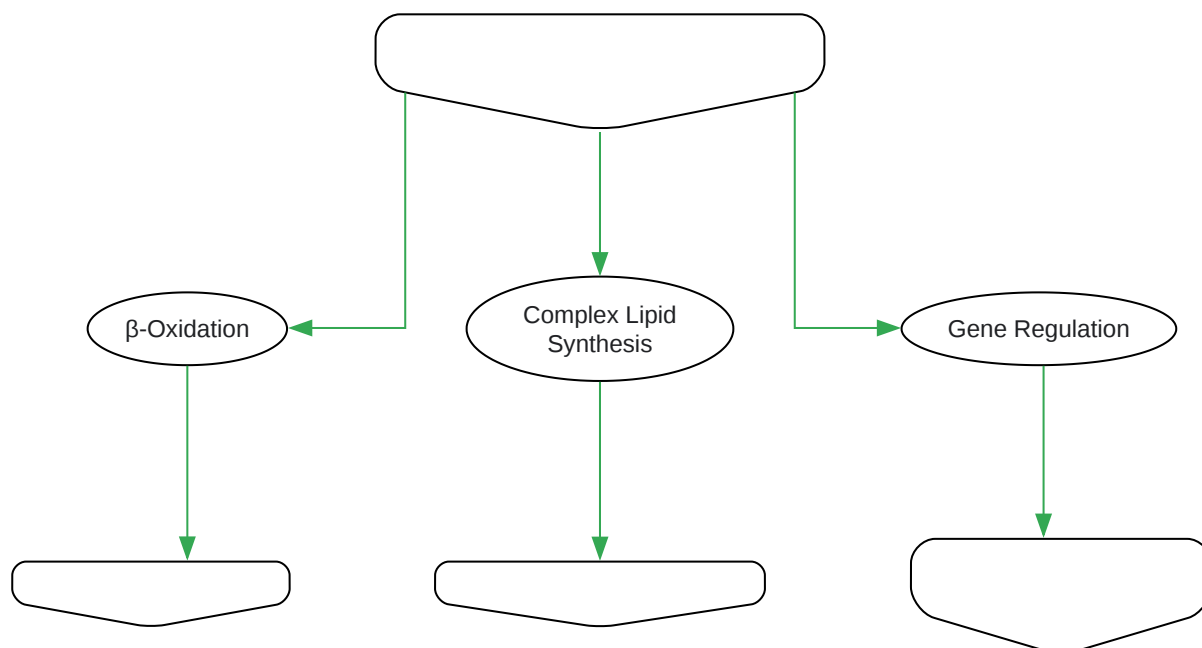 β-Oxidation
Complex Lipid
Synthesis
Gene Regulation